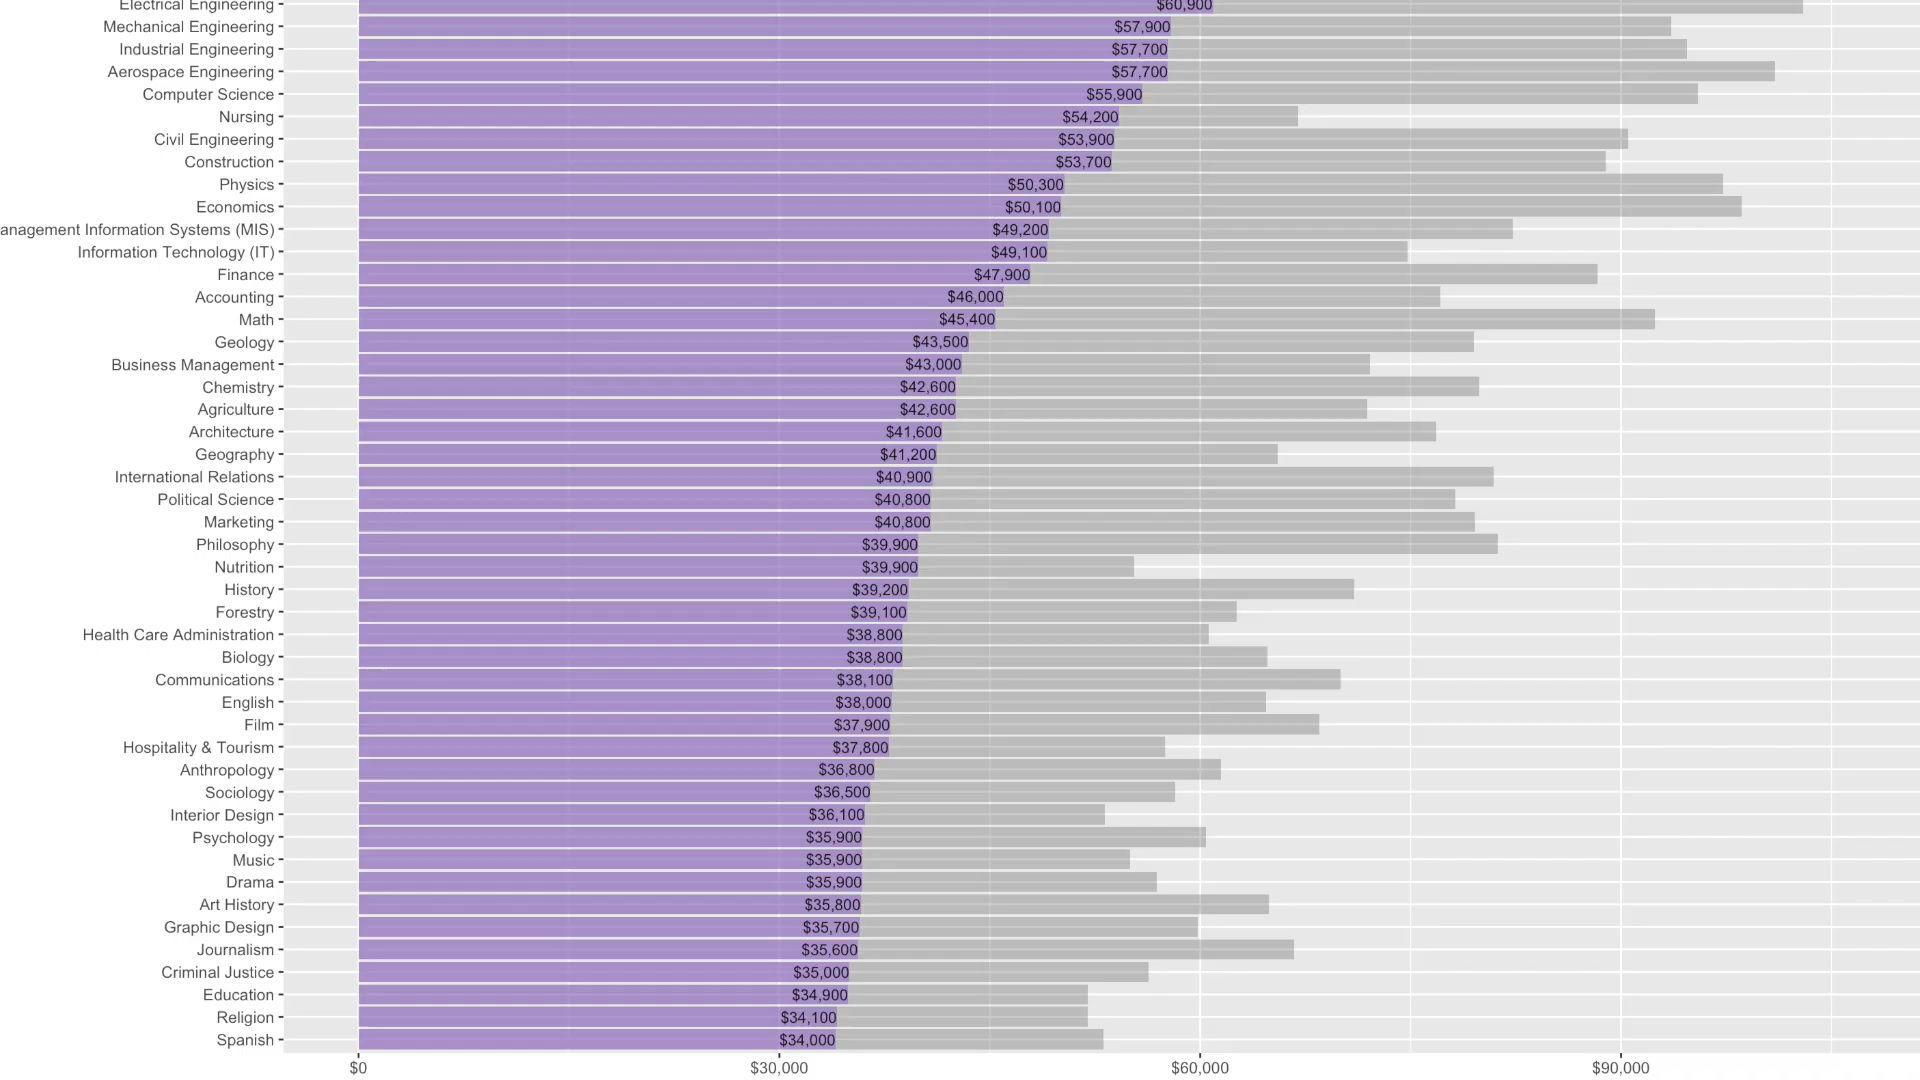 Electrical Engineering $60,900
Mechanical Engineering $57,900
Industrial Engineering $57,700
Aerospace Engineering $57,700
Computer Science $55,900
Nursing $54,200
Civil Engineering $53,900
Construction $53,700
Physics $50,300
Economics $50,100
anagement Information Systems (MIS) $49,200
Information Technology (IT) $49,100
Finance $47,900
Accounting $46,000
Math $45,400
Geology $43,500
Business Management $43,000
Chemistry $42,600
Agriculture $42,600
Architecture $41,600
Geography $41,200
International Relations $40,900
Political Science $40,800
Marketing $40,800
Philosophy $39,900
Nutrition $39,900
History $39,200
Forestry $39,100
Health Care Administration $38,800
Biology $38,800
Communications $38,100
English $38,000
Film $37,900
Hospitality & Tourism $37,800
Anthropology $36,800
Sociology $36,500
Interior Design $36,100
Psychology $35,900
Music $35,900
Drama $35,900
Art History $35,800
Graphic Design $35,700
Journalism $35,600
Criminal Justice $35,000
Education $34,900
Religion $34,100
Spanish $34,000
$0 $30,000 $60,000 $90,000